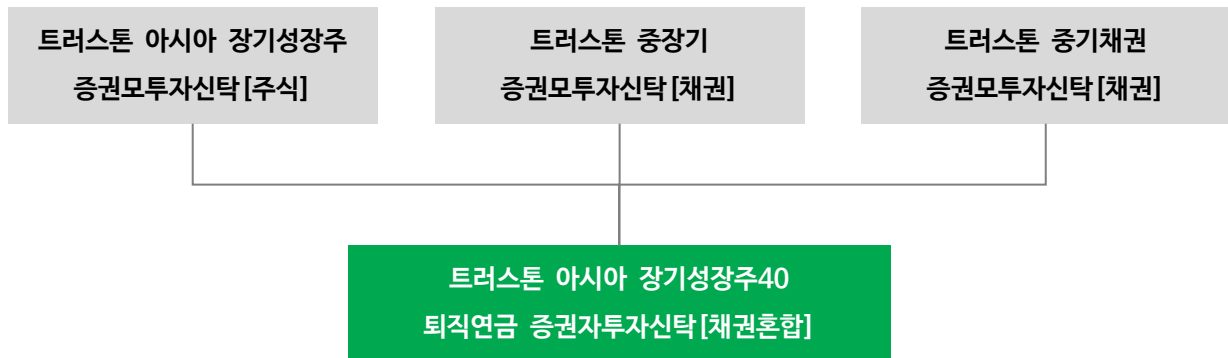 트러스톤 아시아 장기성장주
증권모투자신탁[주식]
트러스톤 중장기
증권모투자신탁[채권]
트러스톤 중기채권
증권모투자신탁[채권]
트러스톤 아시아 장기성장주40
퇴직연금 증권자투자신탁[채권혼합]